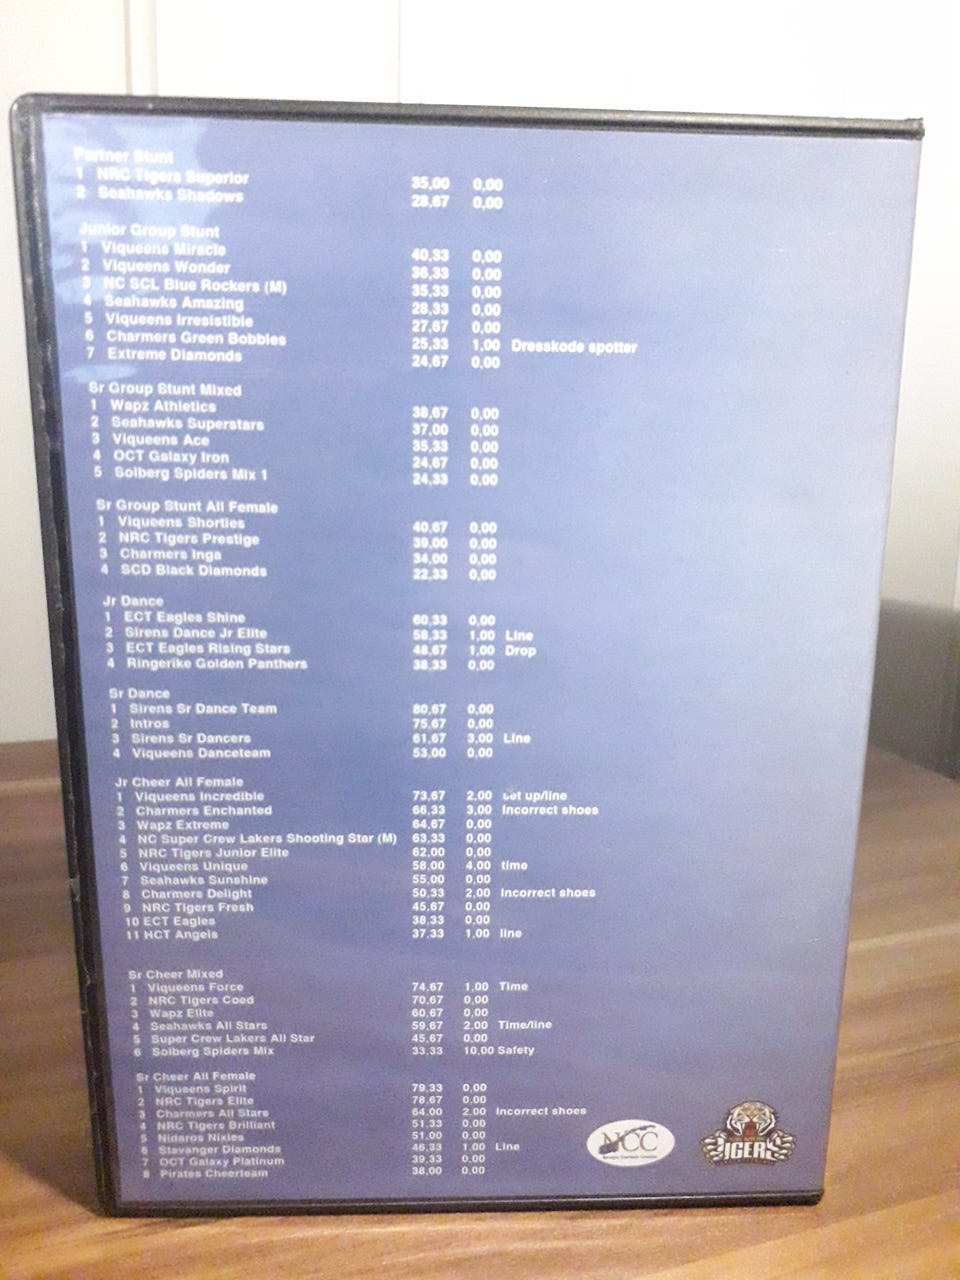 Partner Stunt
1 NRC Tigers Superior 35,00 0,00
2 Seahawks Shadows 28,67 0,00
Junior Group Stunt
1 Viqueens Miracle 40,33 0,00
2 Viqueens Wonder 36,33 0,00
3 NC SCL Blue Rockers (M) 35,33 0,00
4 Seahawks Amazing 28,33 0,00
5 Viqueens Irresistible 27,67 0,00
6 Charmers Green Bobbles 25,33 1,00 Dresskode spotter
7 Extreme Diamonds 24,67 0,00
Sr Group Stunt Mixed
1 Wapz Athletics 38,67 0,00
2 Seahawks Superstars 37,00 0,00
3 Viqueens Ace 35,33 0,00
4 OCT Galaxy Iron 24,67 0,00
5 Solberg Spiders Mix 1 24,33 0,00
Sr Group Stunt All Female
1 Viqueens Shorties 40,67 0,00
2 NRC Tigers Prestige 39,00 0,00
3 Charmers Inga 34,00 0,00
4 SCD Black Diamonds 22,33 0,00
Jr Dance
1 ECT Eagles Shine 60,33 0,00
2 Sirens Dance Jr Elite 58,33 1,00 Line
3 ECT Eagles Rising Stars 48,67 1,00 Drop
4 Ringerike Golden Panthers 38,33 0,00
Sr Dance
1 Sirens Sr Dance Team 80,67 0,00
2 Intros 75,67 0,00
3 Sirens Sr Dancers 61,67 3,00 Line
4 Viqueens Danceteam 53,00 0,00
Jr Cheer All Female
1 Viqueens Incredible 73,67 2,00 set up/line
2 Charmers Enchanted 66,33 3,00 Incorrect shoes
3 Wapz Extreme 64,67 0,00
4 NC Super Crew Lakers Shooting Star (M) 63,33 0,00
5 NRC Tigers Junior Elite 62,00 0,00
6 Viqueens Unique 58,00 4,00 time
7 Seahawks Sunshine 55,00 0,00
8 Charmers Delight 50,33 2,00 Incorrect shoes
9 NRC Tigers Fresh 45,67 0,00
10 ECT Eagles 38,33 0,00
11 HCT Angels 37,33 1,00 line
Sr Cheer Mixed
1 Viqueens Force 74,67 1,00 Time
2 NRC Tigers Coed 70,67 0,00
3 Wapz Elite 60,67 0,00
4 Seahawks All Stars 59,67 2,00 Time/line
5 Super Crew Lakers All Star 45,67 0,00
6 Solberg Spiders Mix 33,33 10,00 Safety
Sr Cheer All Female
1 Viqueens Spirit 79,33 0,00
2 NRC Tigers Elite 78,67 0,00
3 Charmers All Stars 64,00 2,00 Incorrect shoes
4 NRC Tigers Brilliant 51,33 0,00
5 Nidaros Nixies 51,00 0,00
6 Stavanger Diamonds 46,33 1,00 Line
7 OCT Galaxy Platinum 39,33 0,00
8 Pirates Cheerteam 38,00 0,00
NCC
TIGERS